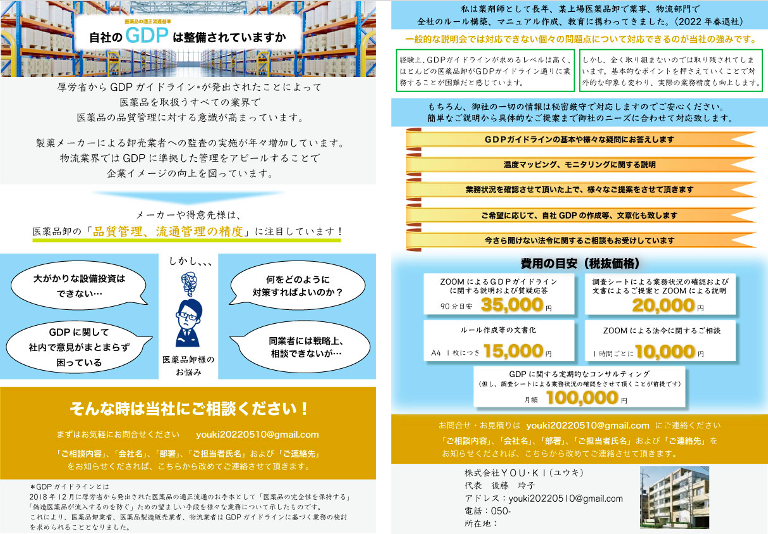 医薬品の適正流通基準
自社のGDPは整備されていますか
厚労省からGDPガイドライン*が発出されたことによって
医薬品を取扱うすべての業界で
医薬品の品質管理に対する意識が高まっています。
製薬メーカーによる卸売業者への監査の実施が年々増加しています。
物流業界ではGDPに準拠した管理をアピールすることで
企業イメージの向上を図っています。
メーカーや得意先様は、
医薬品卸の「品質管理、流通管理の精度」に注目しています！
大がかりな設備投資は
できない…
しかし、、、
何をどのように
対策すればよいのか？
GDPに関して
社内で意見がまとまらず
困っている
同業者には戦略上、
相談できないが…
医薬品卸様の
お悩み
そんな時は当社にご相談ください！
まずはお気軽にお問合せください youki20220510@gmail.com
「ご相談内容」、「会社名」、「部署」、「ご担当者氏名」および「ご連絡先」
をお知らせくだされば、こちらから改めてご連絡させて頂きます。
＊GDPガイドラインとは
2018年12月に厚労省から発出された医薬品の適正流通のお手本として「医薬品の完全性を保持する」
「偽造医薬品が流入するのを防ぐ」ための望ましい手段を様々な業務について示したものです。
これにより、医薬品卸業者、医薬品製造販売業者、物流業者はGDPガイドラインに基づく業務の検討
を求められることとなりました。
私は薬剤師として長年、某上場医薬品卸で薬事、物流部門で
全社のルール構築、マニュアル作成、教育に携わってきました。（2022年春退社）
一般的な説明会では対応できない個々の問題点について対応できるのが当社の強みです。
経験上、GDPガイドラインが求めるレベルは高く、
ほとんどの医薬品卸がGDPガイドライン通りに業
務することが困難だと感じています。
しかし、全く取り組まないのでは取り残されてしま
います。基本的なポイントを押さえていくことで対
外的な印象も変わり、実際の業務精度も向上します。
もちろん、御社の一切の情報は秘密厳守で対応しますのでご安心ください。
簡単なご説明から具体的なご提案まで御社のニーズに合わせて対応致します。
GDPガイドラインの基本や様々な疑問にお答えします
温度マッピング、モニタリングに関する説明
業務状況を確認させて頂いた上で、様々なご提案をさせて頂きます
ご希望に応じて、自社GDPの作成等、文章化も致します
今さら聞けない法令に関するご相談もお受けしています
費用の目安（税抜価格）
ZOOMによるGDPガイドライン
に関する説明および質疑応答
90分目安 35,000円
調査シートによる業務状況の確認および
文書によるご提案とZOOMによる説明
20,000円
ルール作成等の文書化
A4 1枚につき 15,000円
ZOOMによる法令に関するご相談
1時間ごとに 10,000円
GDPに関する定期的なコンサルティング
（但し、調査シートによる業務状況の確認をさせて頂くことが前提です）
月額 100,000円
お問合せ・お見積りは youki20220510@gmail.com にご連絡ください
「ご相談内容」、「会社名」、「部署」、「ご担当者氏名」および「ご連絡先」を
お知らせくだされば、こちらから改めてご連絡させて頂きます。
株式会社YOU・KI(ユウキ)
代表 後藤 玲子
アドレス：youki20220510@gmail.com
電話：050-
所在地：